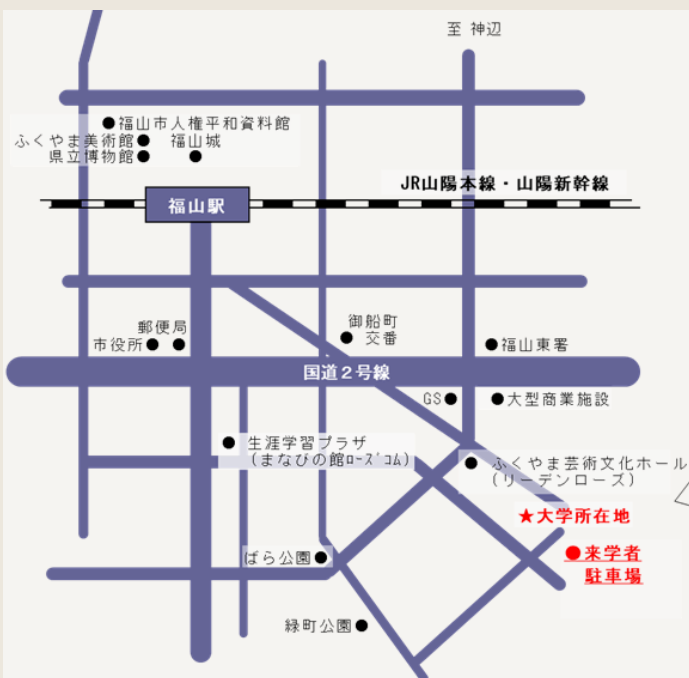 至 神辺
●福山市人権平和資料館
ふくやま美術館●
福山城
県立博物館●
JR山陽本線・山陽新幹線
福山駅
御船町
交番
郵便局
市役所
福山東署
国道２号線
GS
大型商業施設
生涯学習プラザ
(まなびの館ﾛｰｽﾞｺﾑ)
ふくやま芸術文化ホール
(リーデンローズ)
★大学所在地
●来学者
駐車場
ばら公園
緑町公園